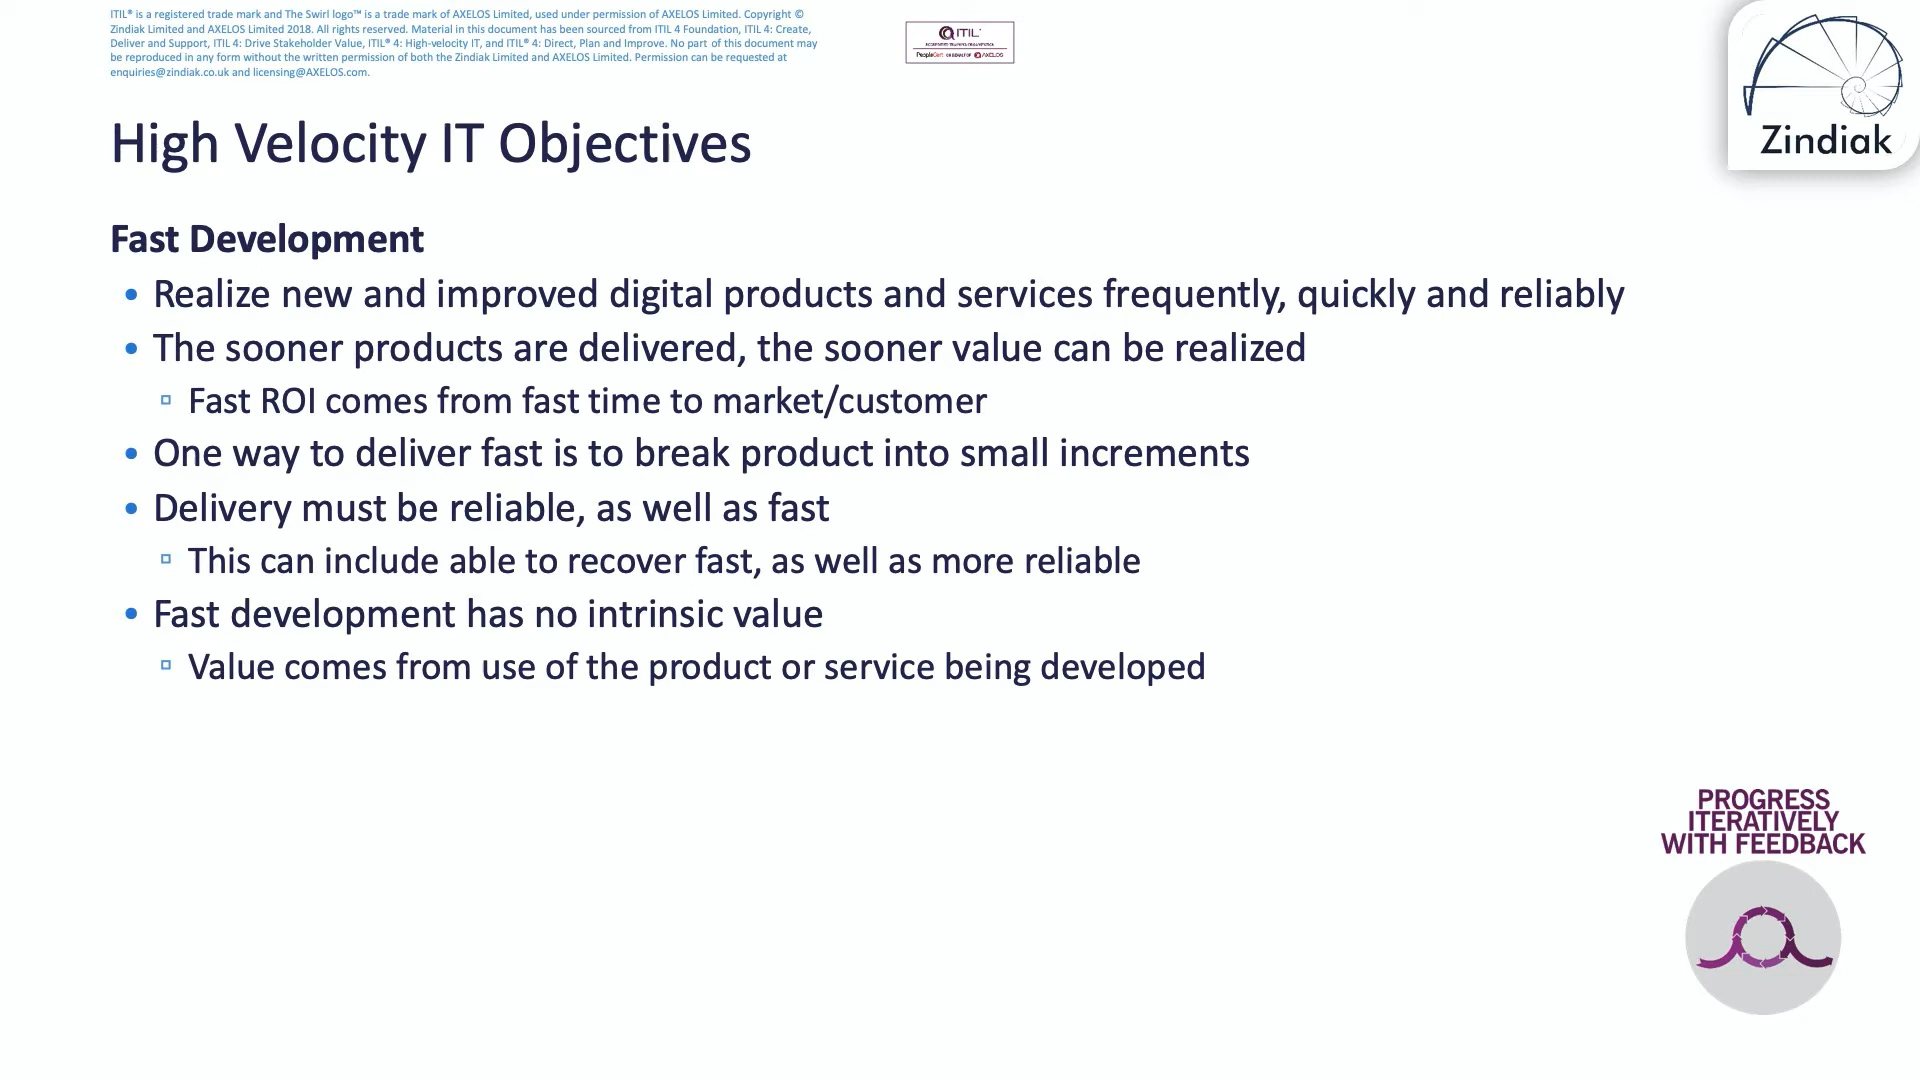 ITIL® is a registered trade mark and The Swirl logo™ is a trade mark of AXELOS Limited, used under permission of AXELOS Limited. Copyright ©
Zindiak Limited and AXELOS Limited 2018. All rights reserved. Material in this document has been sourced from ITIL 4 Foundation, ITIL 4: Create,
Deliver and Support, ITIL 4: Drive Stakeholder Value, ITIL® 4: High-velocity IT, and ITIL® 4: Direct, Plan and Improve. No part of this document may
be reproduced in any form without the written permission of both the Zindiak Limited and AXELOS Limited. Permission can be requested at
enquiries@zindiak.co.uk and licensing@AXELOS.com.
ITIL®
ACCREDITED TRAINING ORGANIZATION
PeopleCert ON BEHALF OF AXELOS
Zindiak
High Velocity IT Objectives
Fast Development
• Realize new and improved digital products and services frequently, quickly and reliably
• The sooner products are delivered, the sooner value can be realized
▫ Fast ROI comes from fast time to market/customer
• One way to deliver fast is to break product into small increments
• Delivery must be reliable, as well as fast
▫ This can include able to recover fast, as well as more reliable
• Fast development has no intrinsic value
▫ Value comes from use of the product or service being developed
PROGRESS
ITERATIVELY
WITH FEEDBACK